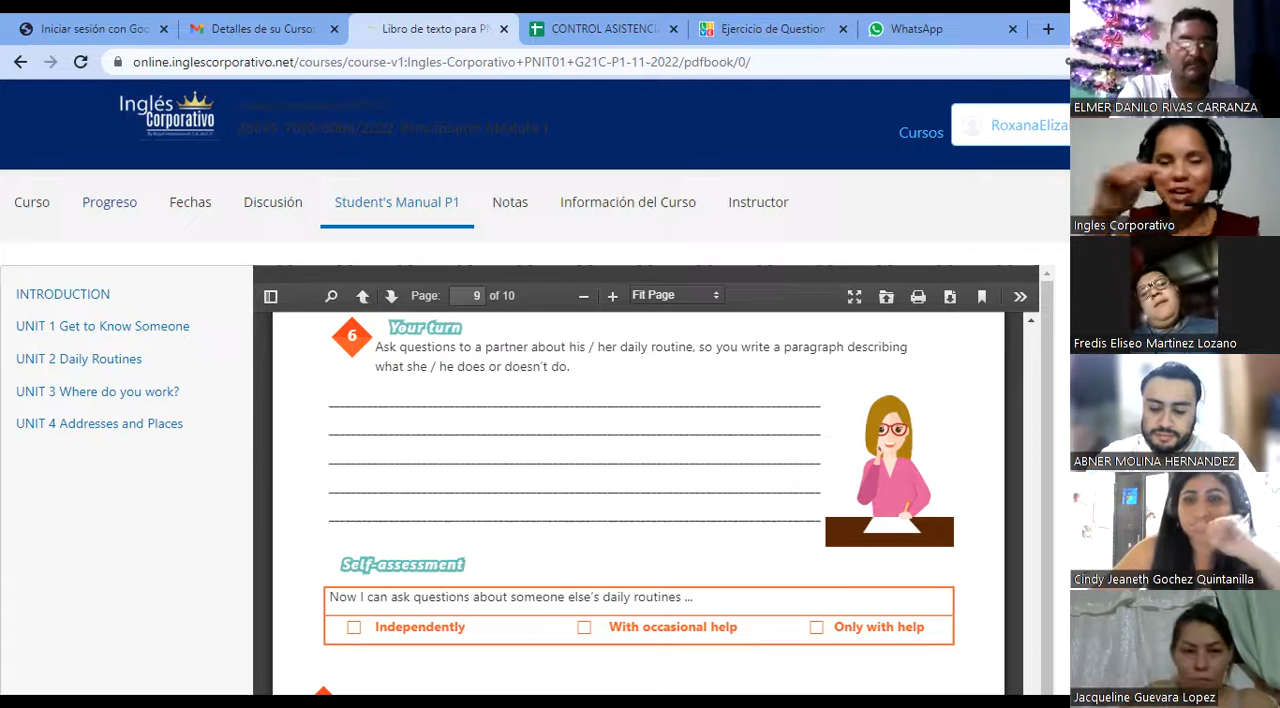 Iniciar sesión con Goo
Detalles de su Curso:
Libro de texto para PN
CONTROL ASISTENCI
Ejercicio de Question
WhatsApp
online.inglescorporativo.net/courses/course-v1:Ingles-Corporativo+PNIT01+G21C-P1-11-2022/pdfbook/0/
Inglés
Corporativo
Cursos
RoxanaEliza
Curso
Progreso
Fechas
Discusión
Student's Manual P1
Notas
Información del Curso
Instructor
INTRODUCTION
UNIT 1 Get to Know Someone
UNIT 2 Daily Routines
UNIT 3 Where do you work?
UNIT 4 Addresses and Places
Page: 9 of 10
Fit Page
6 Your turn
Ask questions to a partner about his / her daily routine, so you write a paragraph describing
what she / he does or doesn't do.
Self-assessment
Now I can ask questions about someone else's daily routines ...
Independently
With occasional help
Only with help
ELMER DANILO RIVAS CARRANZA
Ingles Corporativo
Fredis Eliseo Martinez Lozano
ABNER MOLINA HERNANDEZ
Cindy Jeaneth Gochez Quintanilla
Jacqueline Guevara Lopez